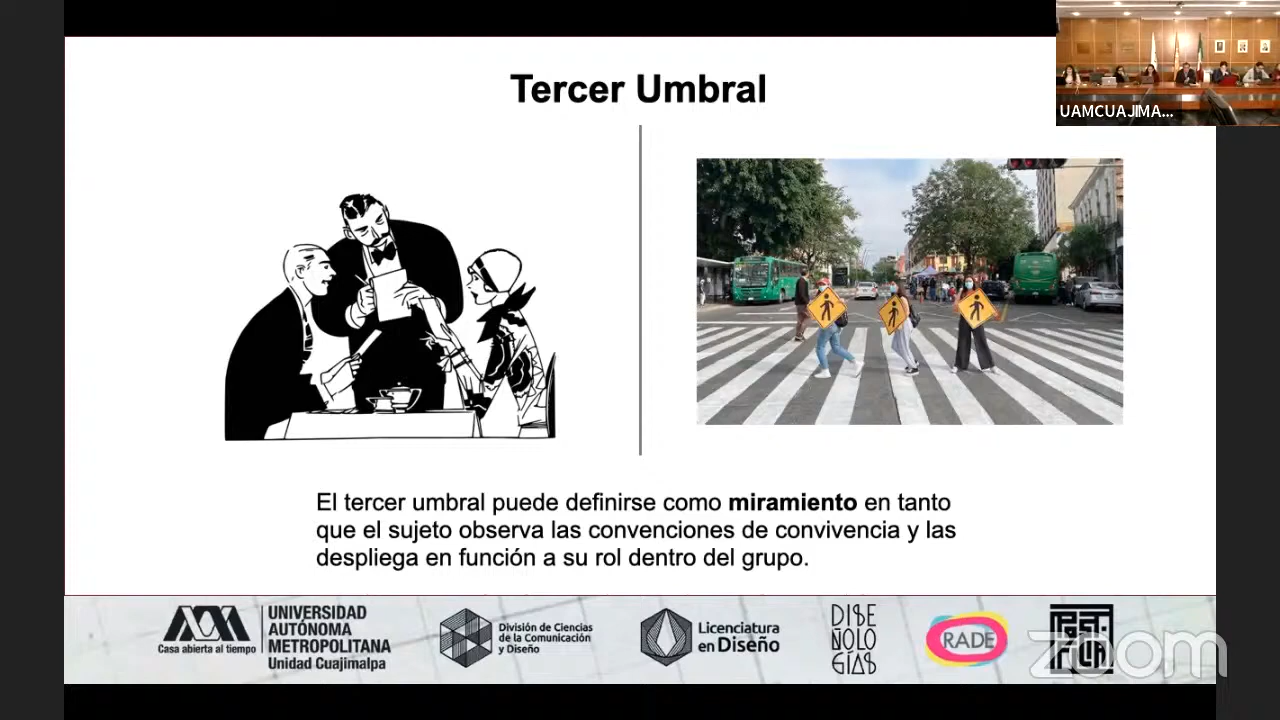 Tercer Umbral
UAMCUAJIMA...
El tercer umbral puede definirse como miramiento en tanto
que el sujeto observa las convenciones de convivencia y las
despliega en función a su rol dentro del grupo.
UNIVERSIDAD
AUTÓNOMA
METROPOLITANA
Casa abierta al tiempo
Unidad Cuajimalpa
División de Ciencias
de la Comunicación
y Diseño
Licenciatura
en Diseño
DISE
ÑOLO
GÍAS
RADE
zoom